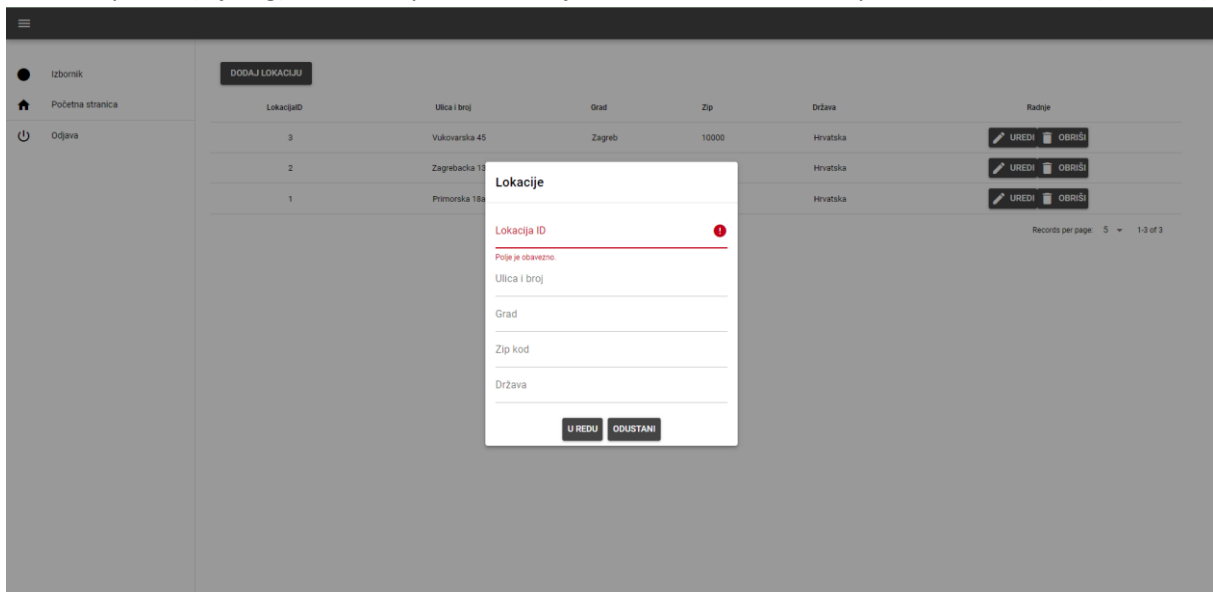 Izbornik
Početna stranica
Odjava
DODAJ LOKACIJU
LokacijaID Ulica i broj Grad Zip Država Radnje
3 Vukovarska 45 Zagreb 10000 Hrvatska UREDI OBRIŠI
2 Zagrebacka 13 Hrvatska UREDI OBRIŠI
1 Primorska 18a Hrvatska UREDI OBRIŠI
Records per page: 5 1-3 of 3
Lokacije
Lokacija ID
Polje je obavezno.
Ulica i broj
Grad
Zip kod
Država
U REDU ODUSTANI